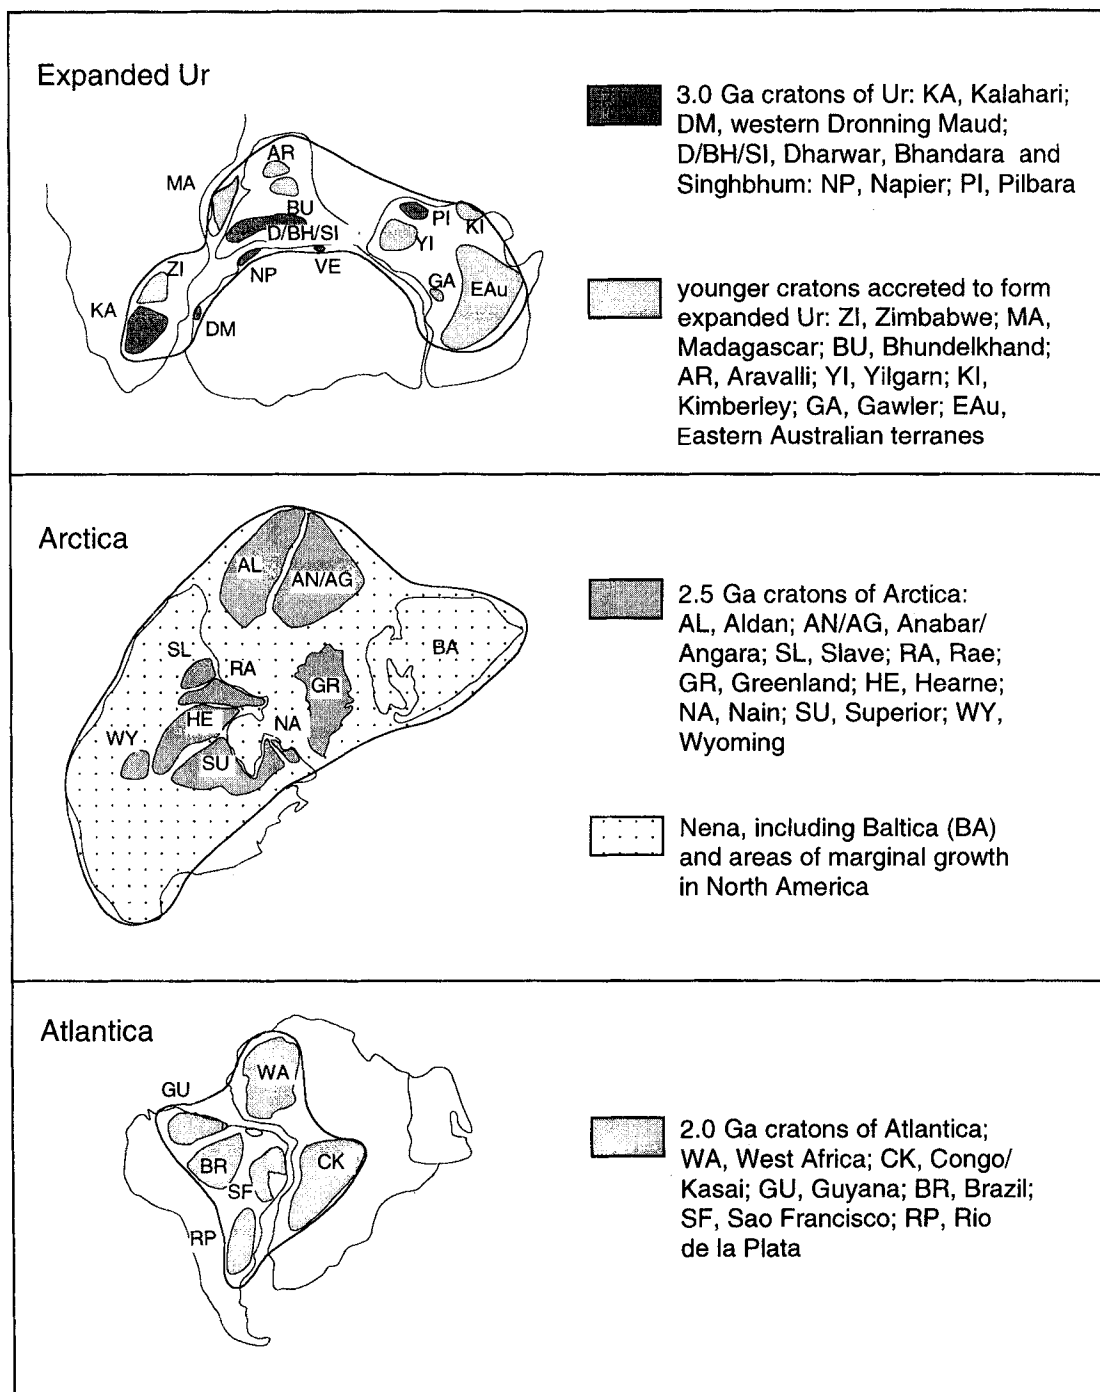 Expanded Ur
AR
MA
BU
D/BH/SI
PI
KI
YI
ZI
NP
VE
GA
EAu
KA
DM
3.0 Ga cratons of Ur: KA, Kalahari;
DM, western Dronning Maud;
D/BH/SI, Dharwar, Bhandara and
Singhbhum: NP, Napier; PI, Pilbara
younger cratons accreted to form
expanded Ur: ZI, Zimbabwe; MA,
Madagascar; BU, Bhundelkhand;
AR, Aravalli; YI, Yilgarn; KI,
Kimberley; GA, Gawler; EAu,
Eastern Australian terranes
Arctica
AL
AN/AG
SL
RA
BA
GR
HE
NA
WY
SU
2.5 Ga cratons of Arctica:
AL, Aldan; AN/AG, Anabar/
Angara; SL, Slave; RA, Rae;
GR, Greenland; HE, Hearne;
NA, Nain; SU, Superior; WY,
Wyoming
Nena, including Baltica (BA)
and areas of marginal growth
in North America
Atlantica
WA
GU
BR
CK
SF
RP
2.0 Ga cratons of Atlantica;
WA, West Africa; CK, Congo/
Kasai; GU, Guyana; BR, Brazil;
SF, Sao Francisco; RP, Rio
de la Plata